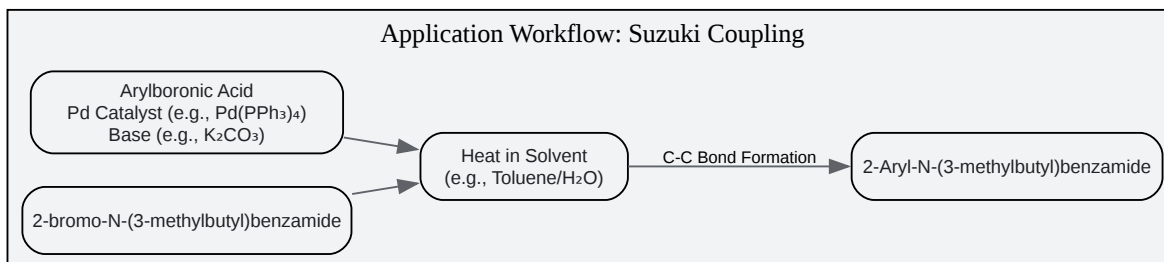 Application Workflow: Suzuki Coupling
Arylboronic Acid
Pd Catalyst (e.g., Pd(PPh₃)₄)
Base (e.g., K₂CO₃)
2-bromo-N-(3-methylbutyl)benzamide
Heat in Solvent
(e.g., Toluene/H₂O)
C-C Bond Formation
2-Aryl-N-(3-methylbutyl)benzamide